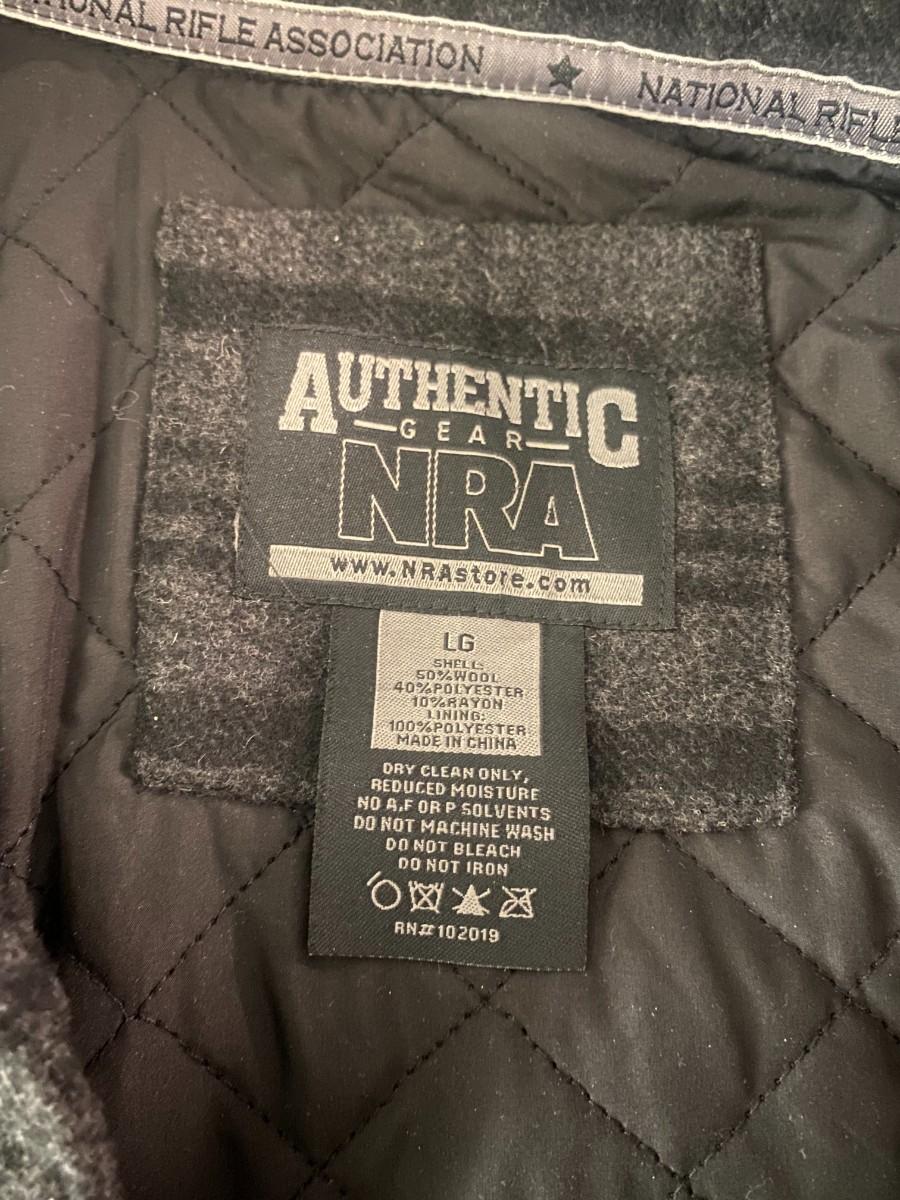 IONAL RIFLE ASSOCIATION ★ NATIONAL RIFL
AUTHENTIC
GEAR
NRA
www.NRAstore.com
LG
SHELL:
50%WOOL
40%POLYESTER
10%RAYON
LINING:
100%POLYESTER
MADE IN CHINA
DRY CLEAN ONLY,
REDUCED MOISTURE
NO A,F OR P SOLVENTS
DO NOT MACHINE WASH
DO NOT BLEACH
DO NOT IRON
RN#102019